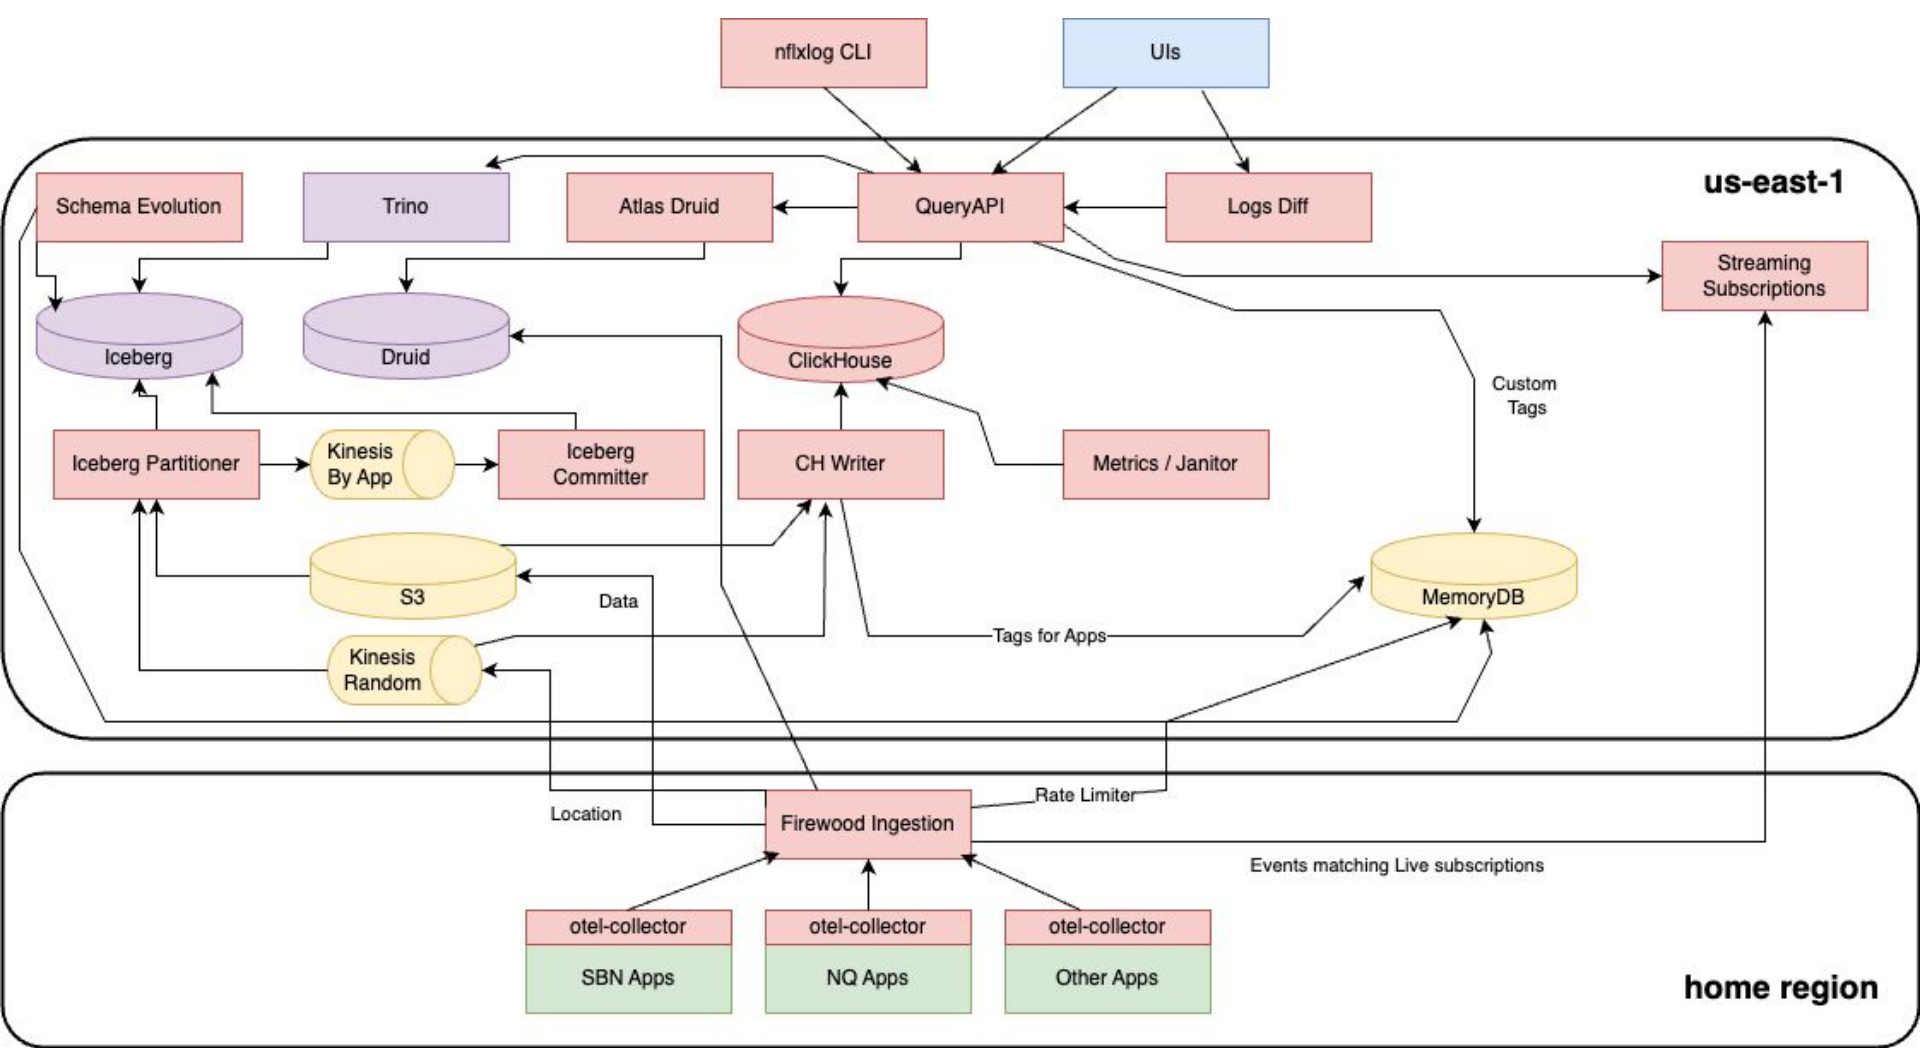 nflxlog CLI
UIs
us-east-1
Schema Evolution
Trino
Atlas Druid
QueryAPI
Logs Diff
Streaming
Subscriptions
Iceberg
Druid
ClickHouse
Custom
Tags
Iceberg Partitioner
Kinesis
By App
Iceberg
Committer
CH Writer
Metrics / Janitor
S3
Data
MemoryDB
Tags for Apps
Kinesis
Random
Location
Rate Limiter
Firewood Ingestion
Events matching Live subscriptions
otel-collector
otel-collector
otel-collector
SBN Apps
NQ Apps
Other Apps
home region